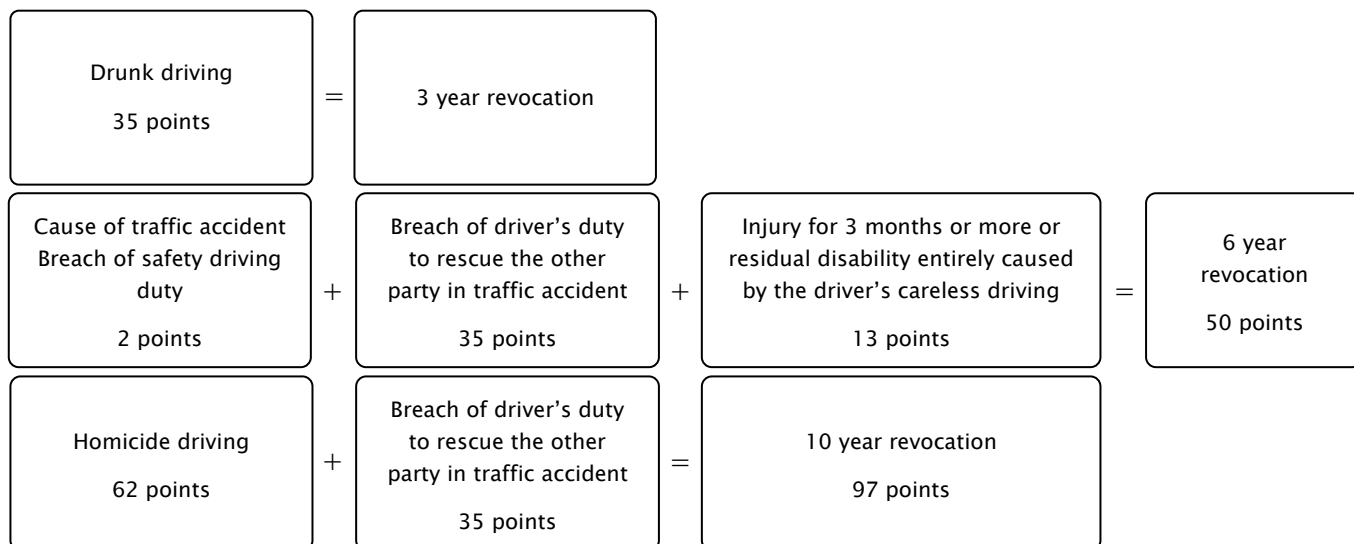 Drunk driving
35 points
=
3 year revocation
Cause of traffic accident
Breach of safety driving
duty
2 points
+
Breach of driver’s duty
to rescue the other
party in traffic accident
35 points
+
Injury for 3 months or more or
residual disability entirely caused
by the driver’s careless driving
13 points
=
6 year
revocation
50 points
Homicide driving
62 points
+
Breach of driver’s duty
to rescue the other
party in traffic accident
35 points
=
10 year revocation
97 points